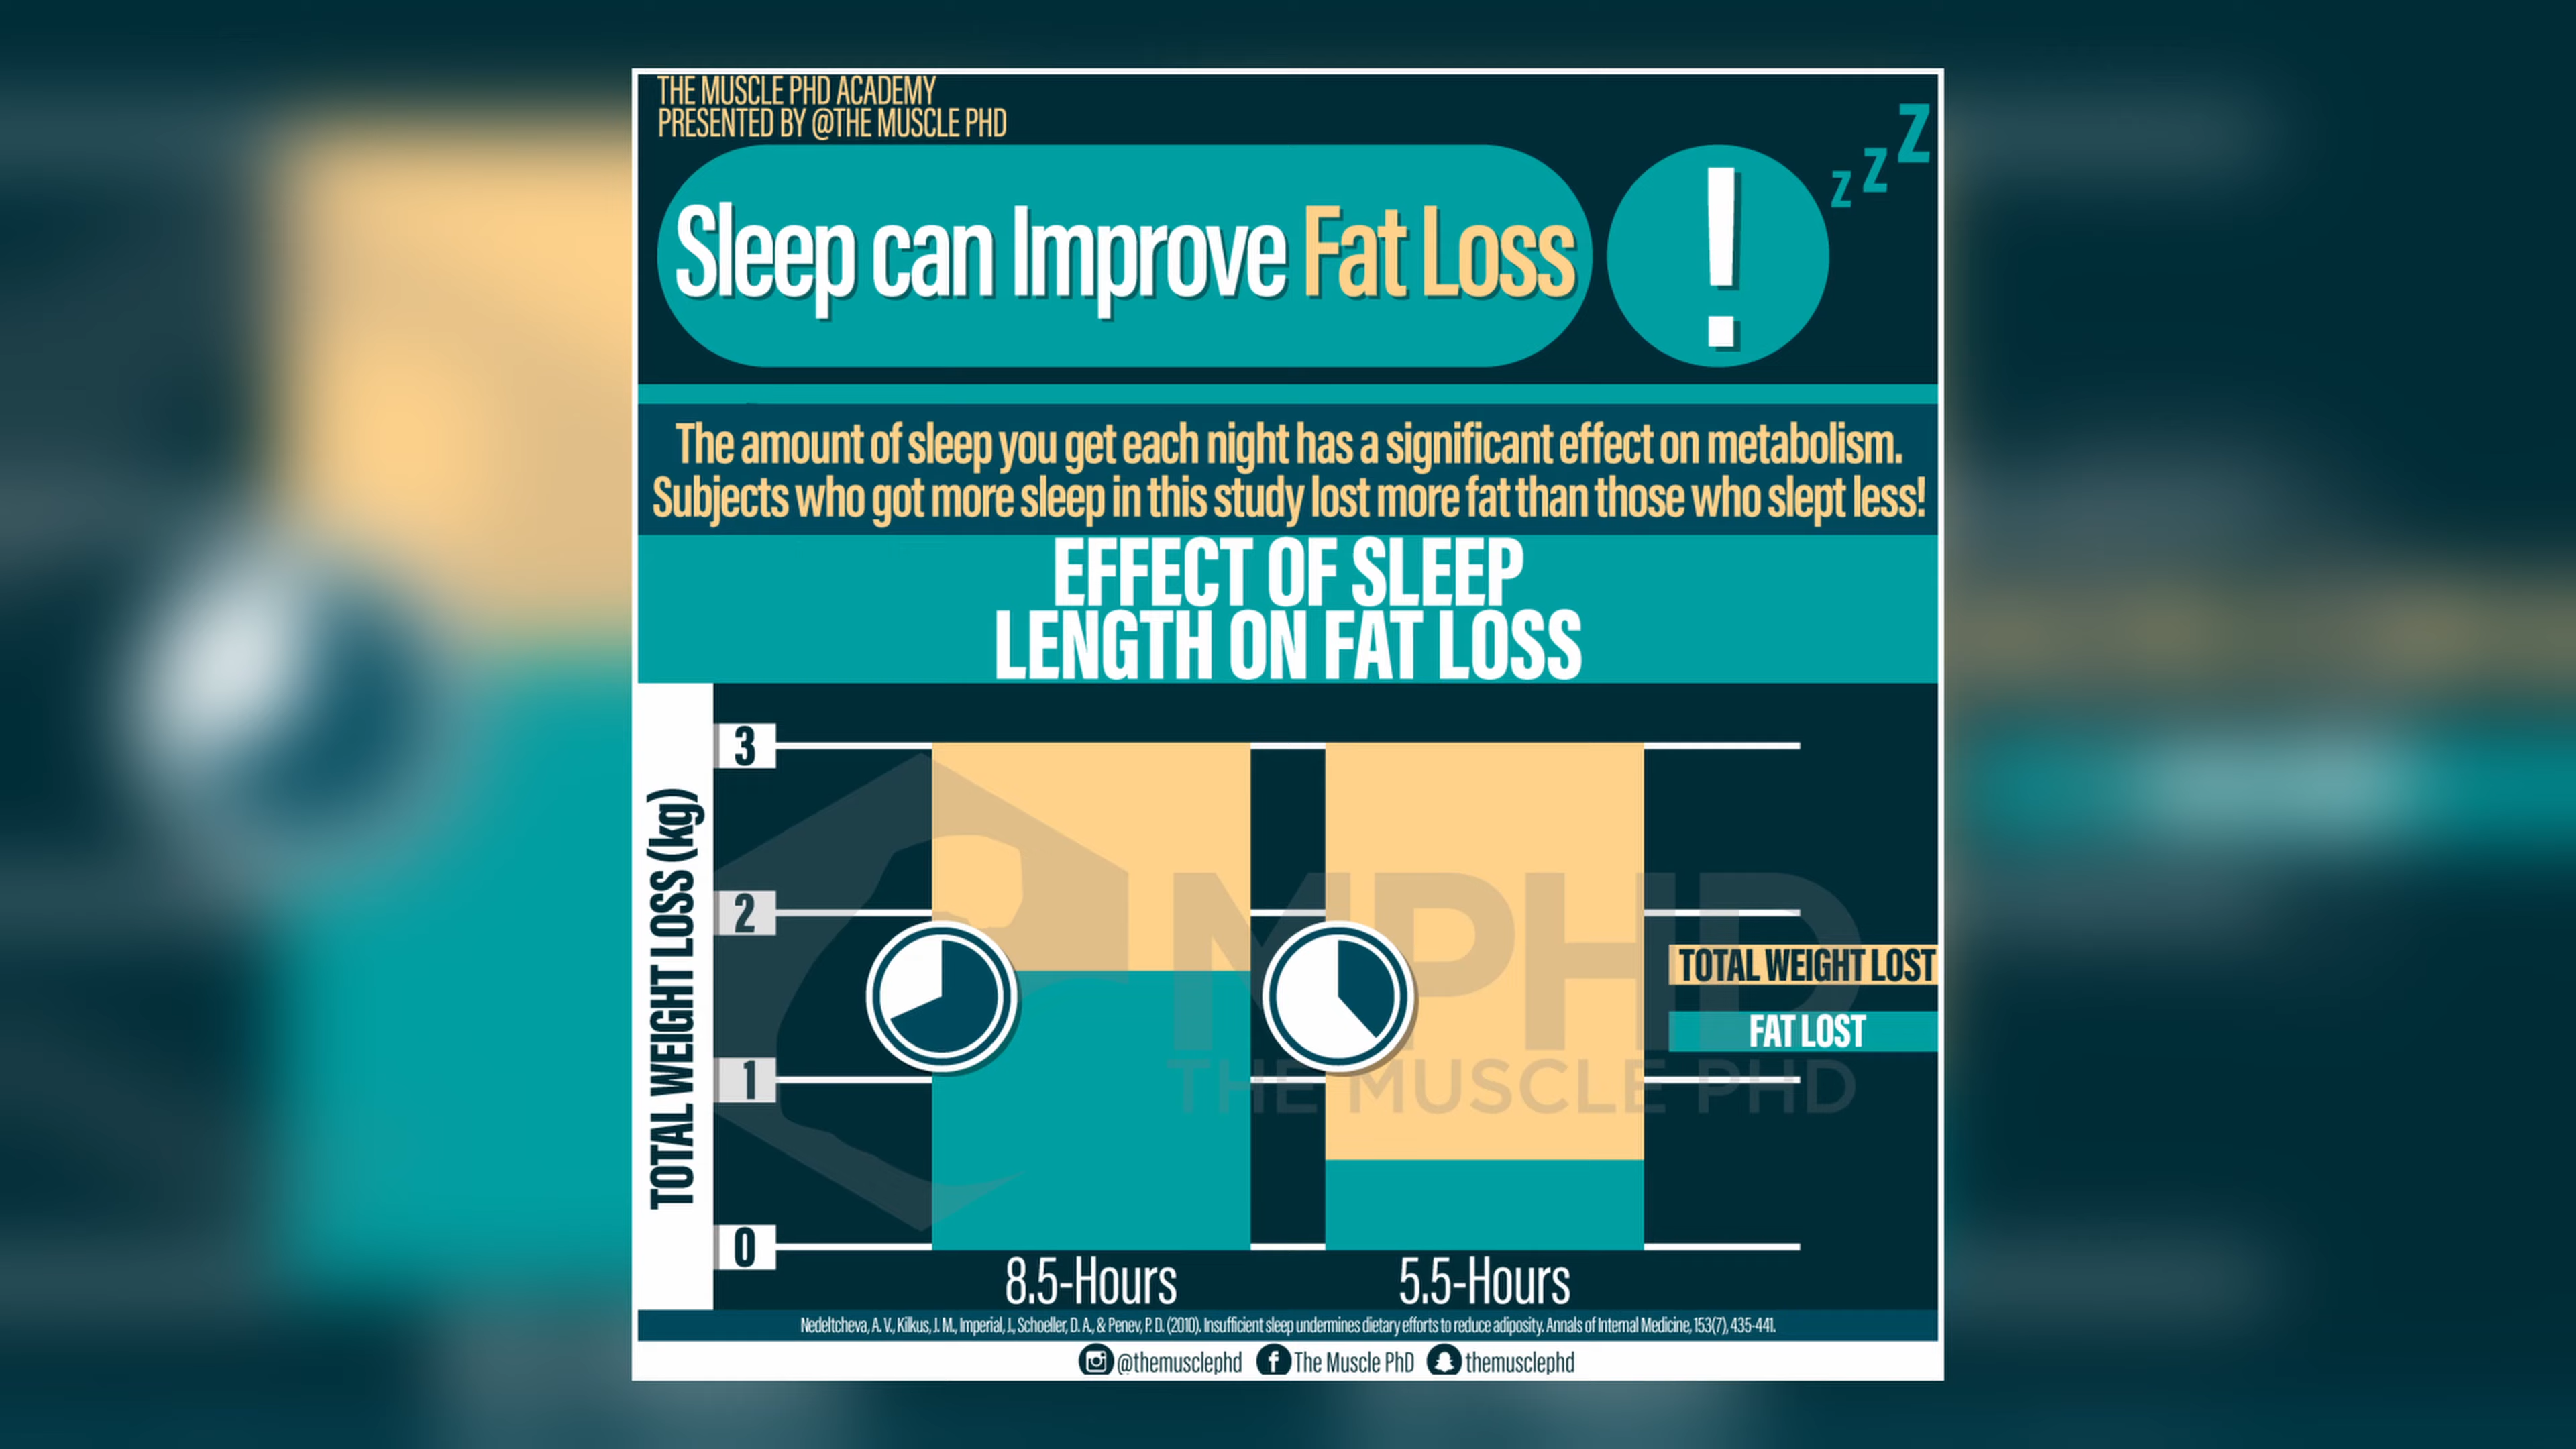 THE MUSCLE PHD ACADEMY
PRESENTED BY @THE MUSCLE PHD
z z Z
Sleep can Improve Fat Loss !
The amount of sleep you get each night has a significant effect on metabolism.
Subjects who got more sleep in this study lost more fat than those who slept less!
EFFECT OF SLEEP
LENGTH ON FAT LOSS
TOTAL WEIGHT LOSS (kg)
3
2
1
0
MPHD
THE MUSCLE PHD
TOTAL WEIGHT LOST
FAT LOST
8.5-Hours
5.5-Hours
Nedeltcheva, A. V., Kilkus, J. M., Imperial, J., Schoeller, D. A., & Penev, P. D. (2010). Insufficient sleep undermines dietary efforts to reduce adiposity. Annals of Internal Medicine, 153(7), 435-441.
@themusclephd The Muscle PhD themusclephd